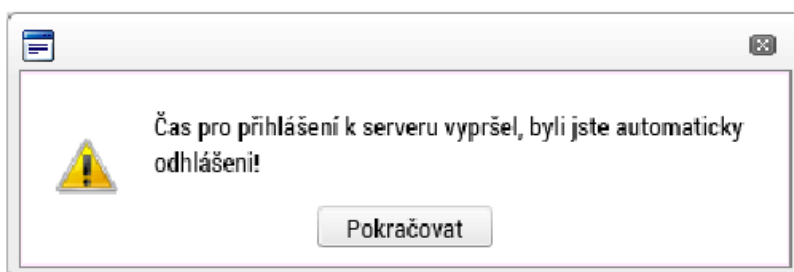 Čas pro přihlášení k serveru vypršel, byli jste automaticky
odhlášeni!
Pokračovat